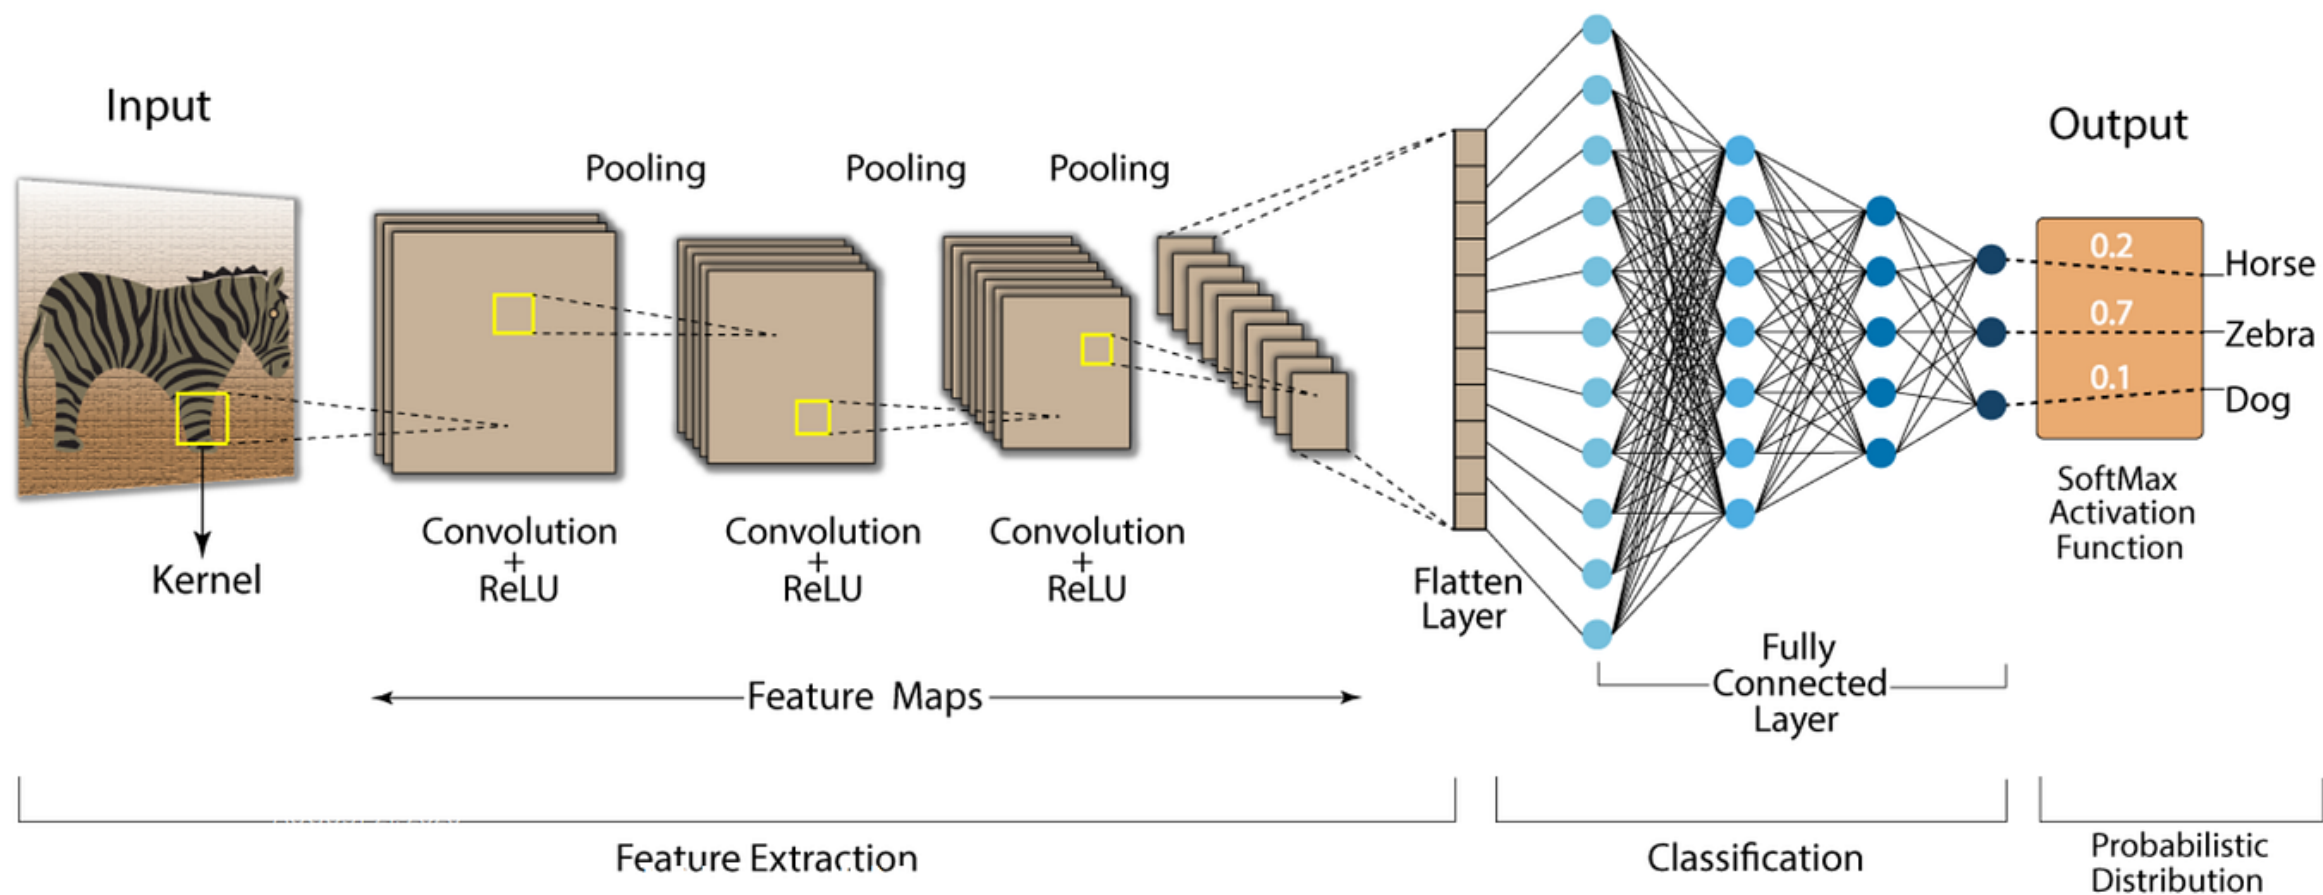 Input
Output
Pooling
Pooling
Pooling
0.2
Horse
0.7
Zebra
0.1
Dog
SoftMax
Activation
Function
Kernel
Convolution
+
ReLU
Convolution
+
ReLU
Convolution
+
ReLU
Flatten
Layer
Fully
Connected
Layer
Feature Maps
Feature Extraction
Classification
Probabilistic
Distribution